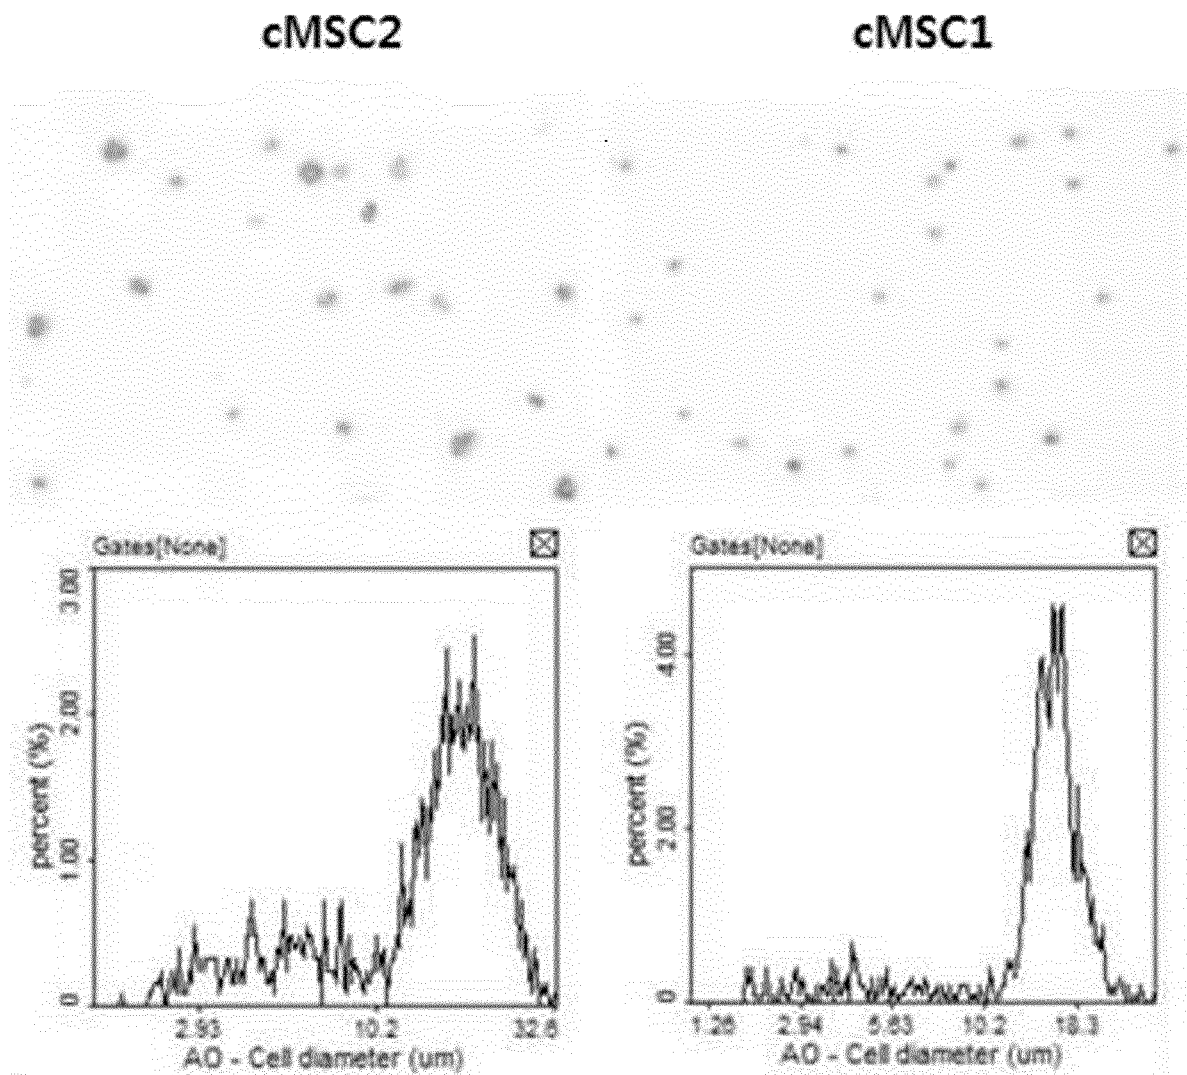 cMSC2
cMSC1
Gates[None]
3.00
2.00
1.00
0
percent (%)
2.93
10.2
32.6
AO - Cell diameter (um)
Gates[None]
4.00
2.00
0
percent (%)
1.26
2.94
5.63
10.2
18.3
AO - Cell diameter (um)